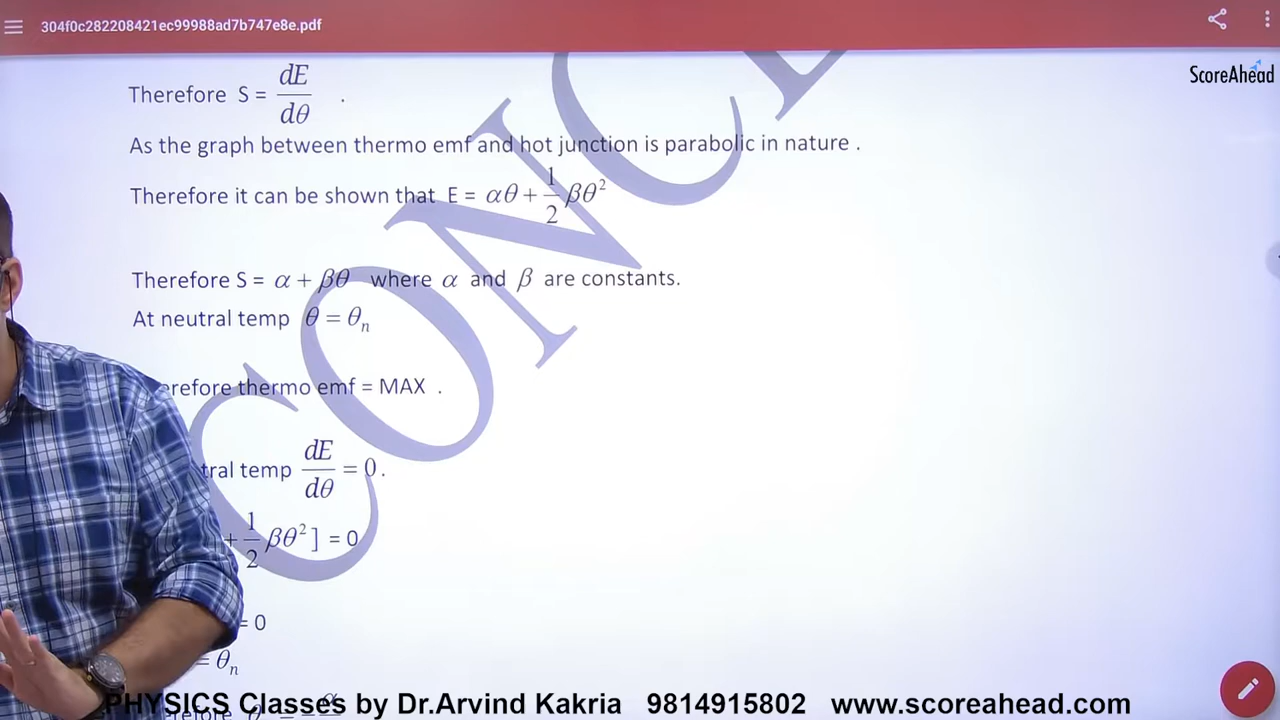 304f0c282208421ec99988ad7b747e8e.pdf
ScoreAhead
Therefore S = dE/dθ .
As the graph between thermo emf and hot junction is parabolic in nature .
Therefore it can be shown that E = αθ + 1/2 βθ²
Therefore S = α + βθ where α and β are constants.
At neutral temp θ = θₙ
erefore thermo emf = MAX .
tral temp dE/dθ = 0 .
+ 1/2 βθ² ] = 0
= 0
= θₙ
PHYSICS Classes by Dr.Arvind Kakria 9814915802 www.scoreahead.com